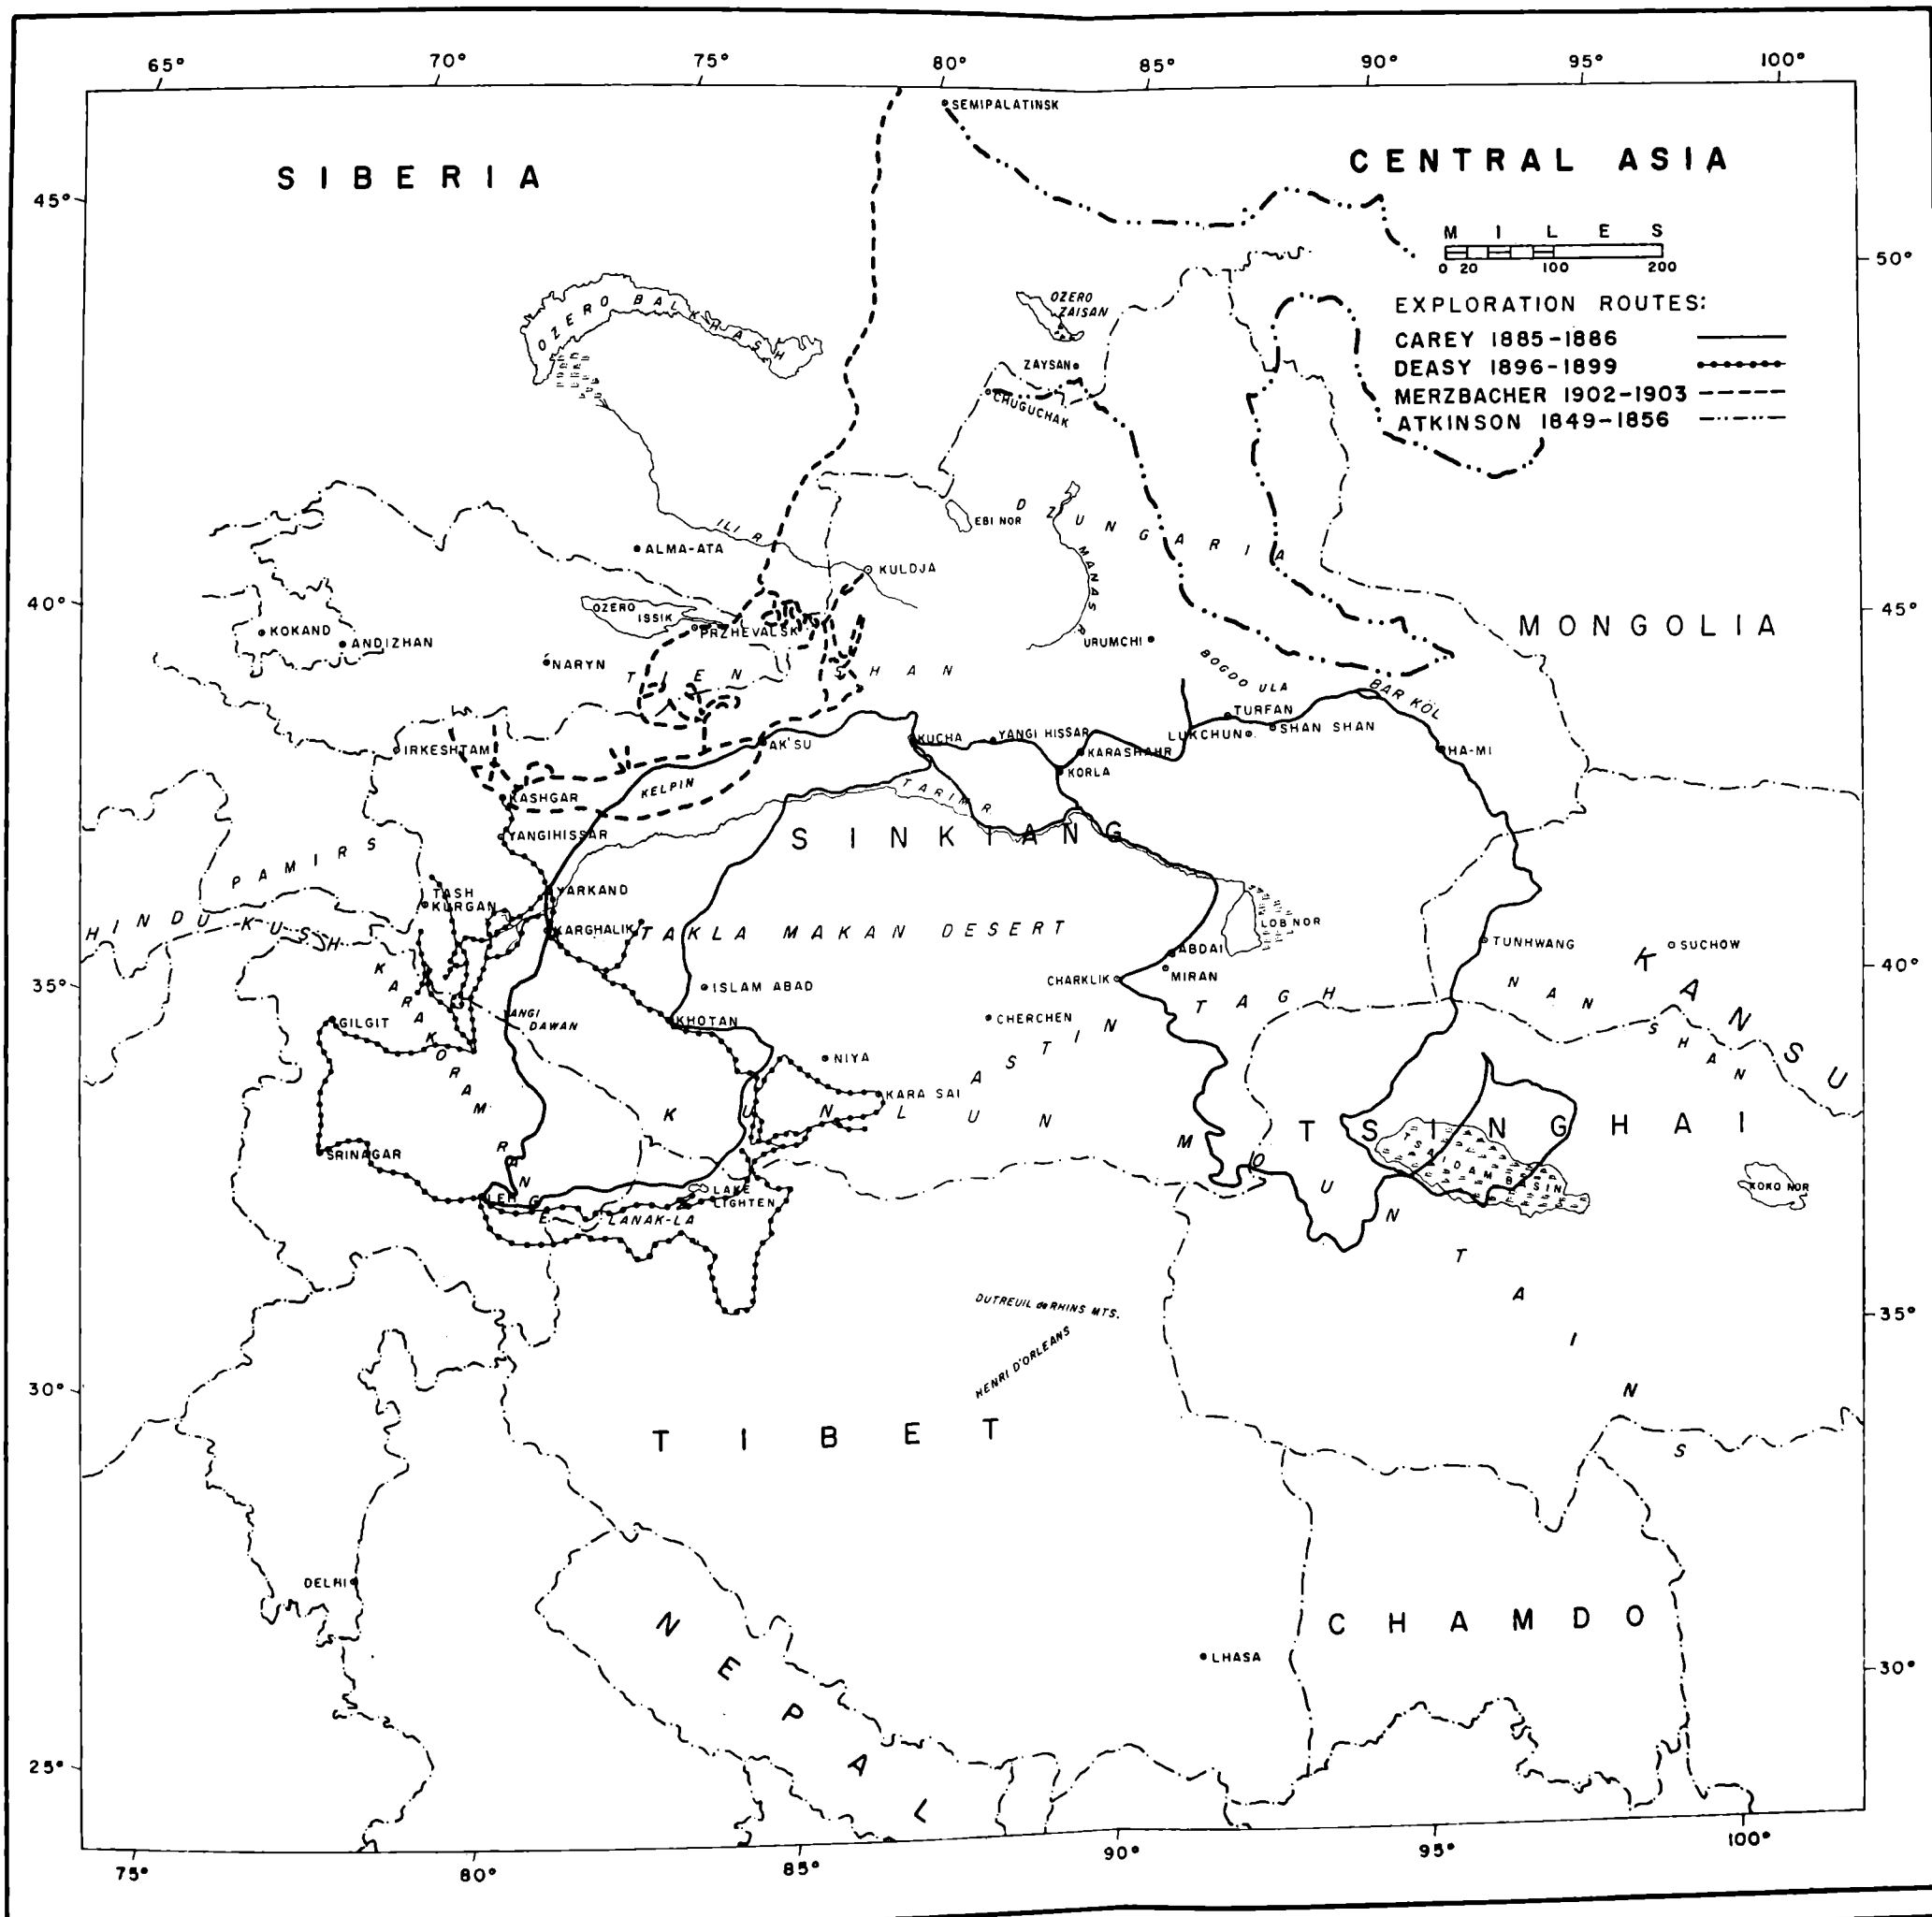 65° 70° 75° 80° 85° 90° 95° 100°
SEMIPALATINSK
SIBERIA
CENTRAL ASIA
45°
MILES
0 20 100 200
50°
EXPLORATION ROUTES:
CAREY 1885-1886
DEASY 1896-1899
MERZBACHER 1902-1903
ATKINSON 1849-1856
OZERO BALKHASH
OZERO
ZAISAN
ZAYSAN
CHUGUCHAK
EBI NOR
DZUNGARIA
MANAS
ILI R
ALMA-ATA
KULDJA
40°
45°
OZERO
ISSIK
PRZHEVALSK
KOKAND
ANDIZHAN
NARYN
TIEN SHAN
URUMCHI
MONGOLIA
BOGDO ULA
BAR KÖL
TURFAN
LUKCHUN
SHAN SHAN
HA-MI
IRKESHTAM
AK'SU
KUCHA
YANGI HISSAR
KARASHAHR
KORLA
KELPIN
KASHGAR
TARIM R
YANGIHISSAR
SINKIANG
PAMIRS
TASH
KURGAN
YARKAND
HINDU KUSH
KARGHALIK
TAKLA MAKAN DESERT
LOB NOR
ABDAI
MIRAN
CHARKLIK
TUNHWANG
SUCHOW
KANSU
NAN SHAN
40°
35°
ISLAM ABAD
KARAKORAM RANGE
YANGI
DAWAN
GILGIT
KHOTAN
CHERCHEN
ASTIN TAGH
NIYA
KARA SAI
KUNLUN MOUNTAINS
TSINGHAI
TSAIDAM BASIN
KOKO NOR
SRINAGAR
LEH
LAKE
LIGHTEN
LANAK-LA
DUTREUIL de RHINS MTS.
HENRI D'ORLEANS
35°
30°
TIBET
DELHI
NEPAL
CHAMDO
LHASA
30°
25°
75° 80° 85° 90° 95° 100°